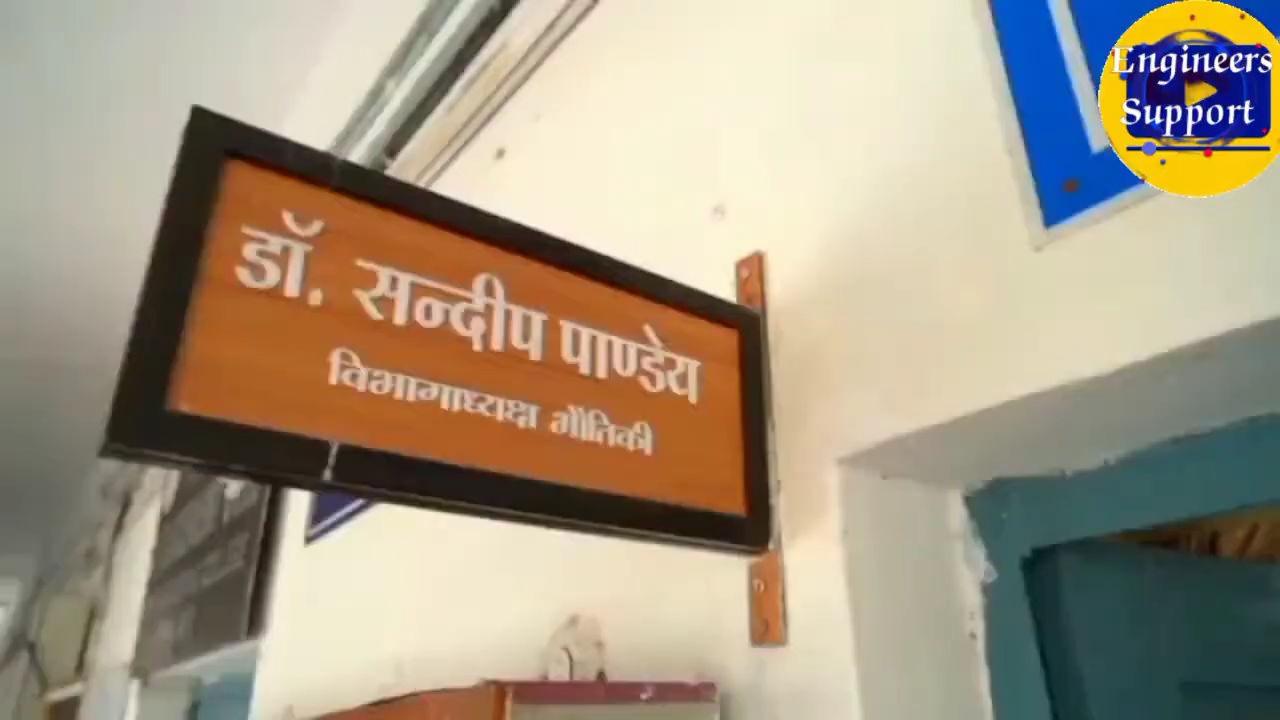 डॉ. सन्दीप पाण्डेय
विभागाध्यक्ष भौतिकी
Engineers
Support